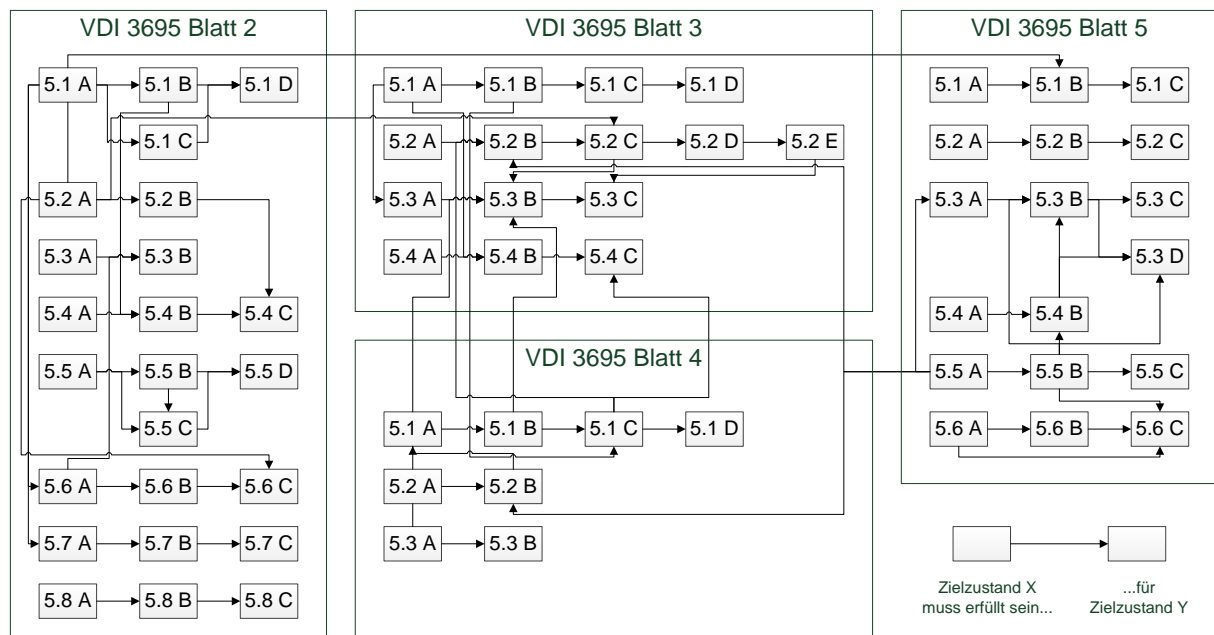 VDI 3695 Blatt 2
5.1 A
5.1 B
5.1 D
5.1 C
5.2 A
5.2 B
5.3 A
5.3 B
5.4 A
5.4 B
5.4 C
5.5 A
5.5 B
5.5 D
5.5 C
5.6 A
5.6 B
5.6 C
5.7 A
5.7 B
5.7 C
5.8 A
5.8 B
5.8 C
VDI 3695 Blatt 3
5.1 A
5.1 B
5.1 C
5.1 D
5.2 A
5.2 B
5.2 C
5.2 D
5.2 E
5.3 A
5.3 B
5.3 C
5.4 A
5.4 B
5.4 C
VDI 3695 Blatt 4
5.1 A
5.1 B
5.1 C
5.1 D
5.2 A
5.2 B
5.3 A
5.3 B
VDI 3695 Blatt 5
5.1 A
5.1 B
5.1 C
5.2 A
5.2 B
5.2 C
5.3 A
5.3 B
5.3 C
5.3 D
5.4 A
5.4 B
5.5 A
5.5 B
5.5 C
5.6 A
5.6 B
5.6 C
Zielzustand X
muss erfüllt sein...
...für
Zielzustand Y